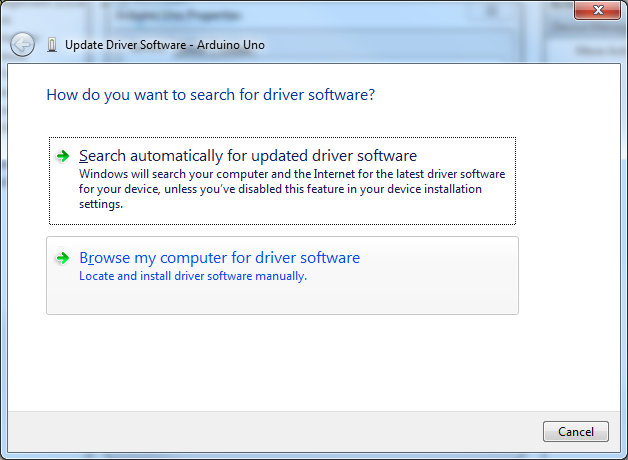 Arduino Uno Properties
Update Driver Software - Arduino Uno
How do you want to search for driver software?
Search automatically for updated driver software
Windows will search your computer and the Internet for the latest driver software
for your device, unless you've disabled this feature in your device installation
settings.
Browse my computer for driver software
Locate and install driver software manually.
Cancel